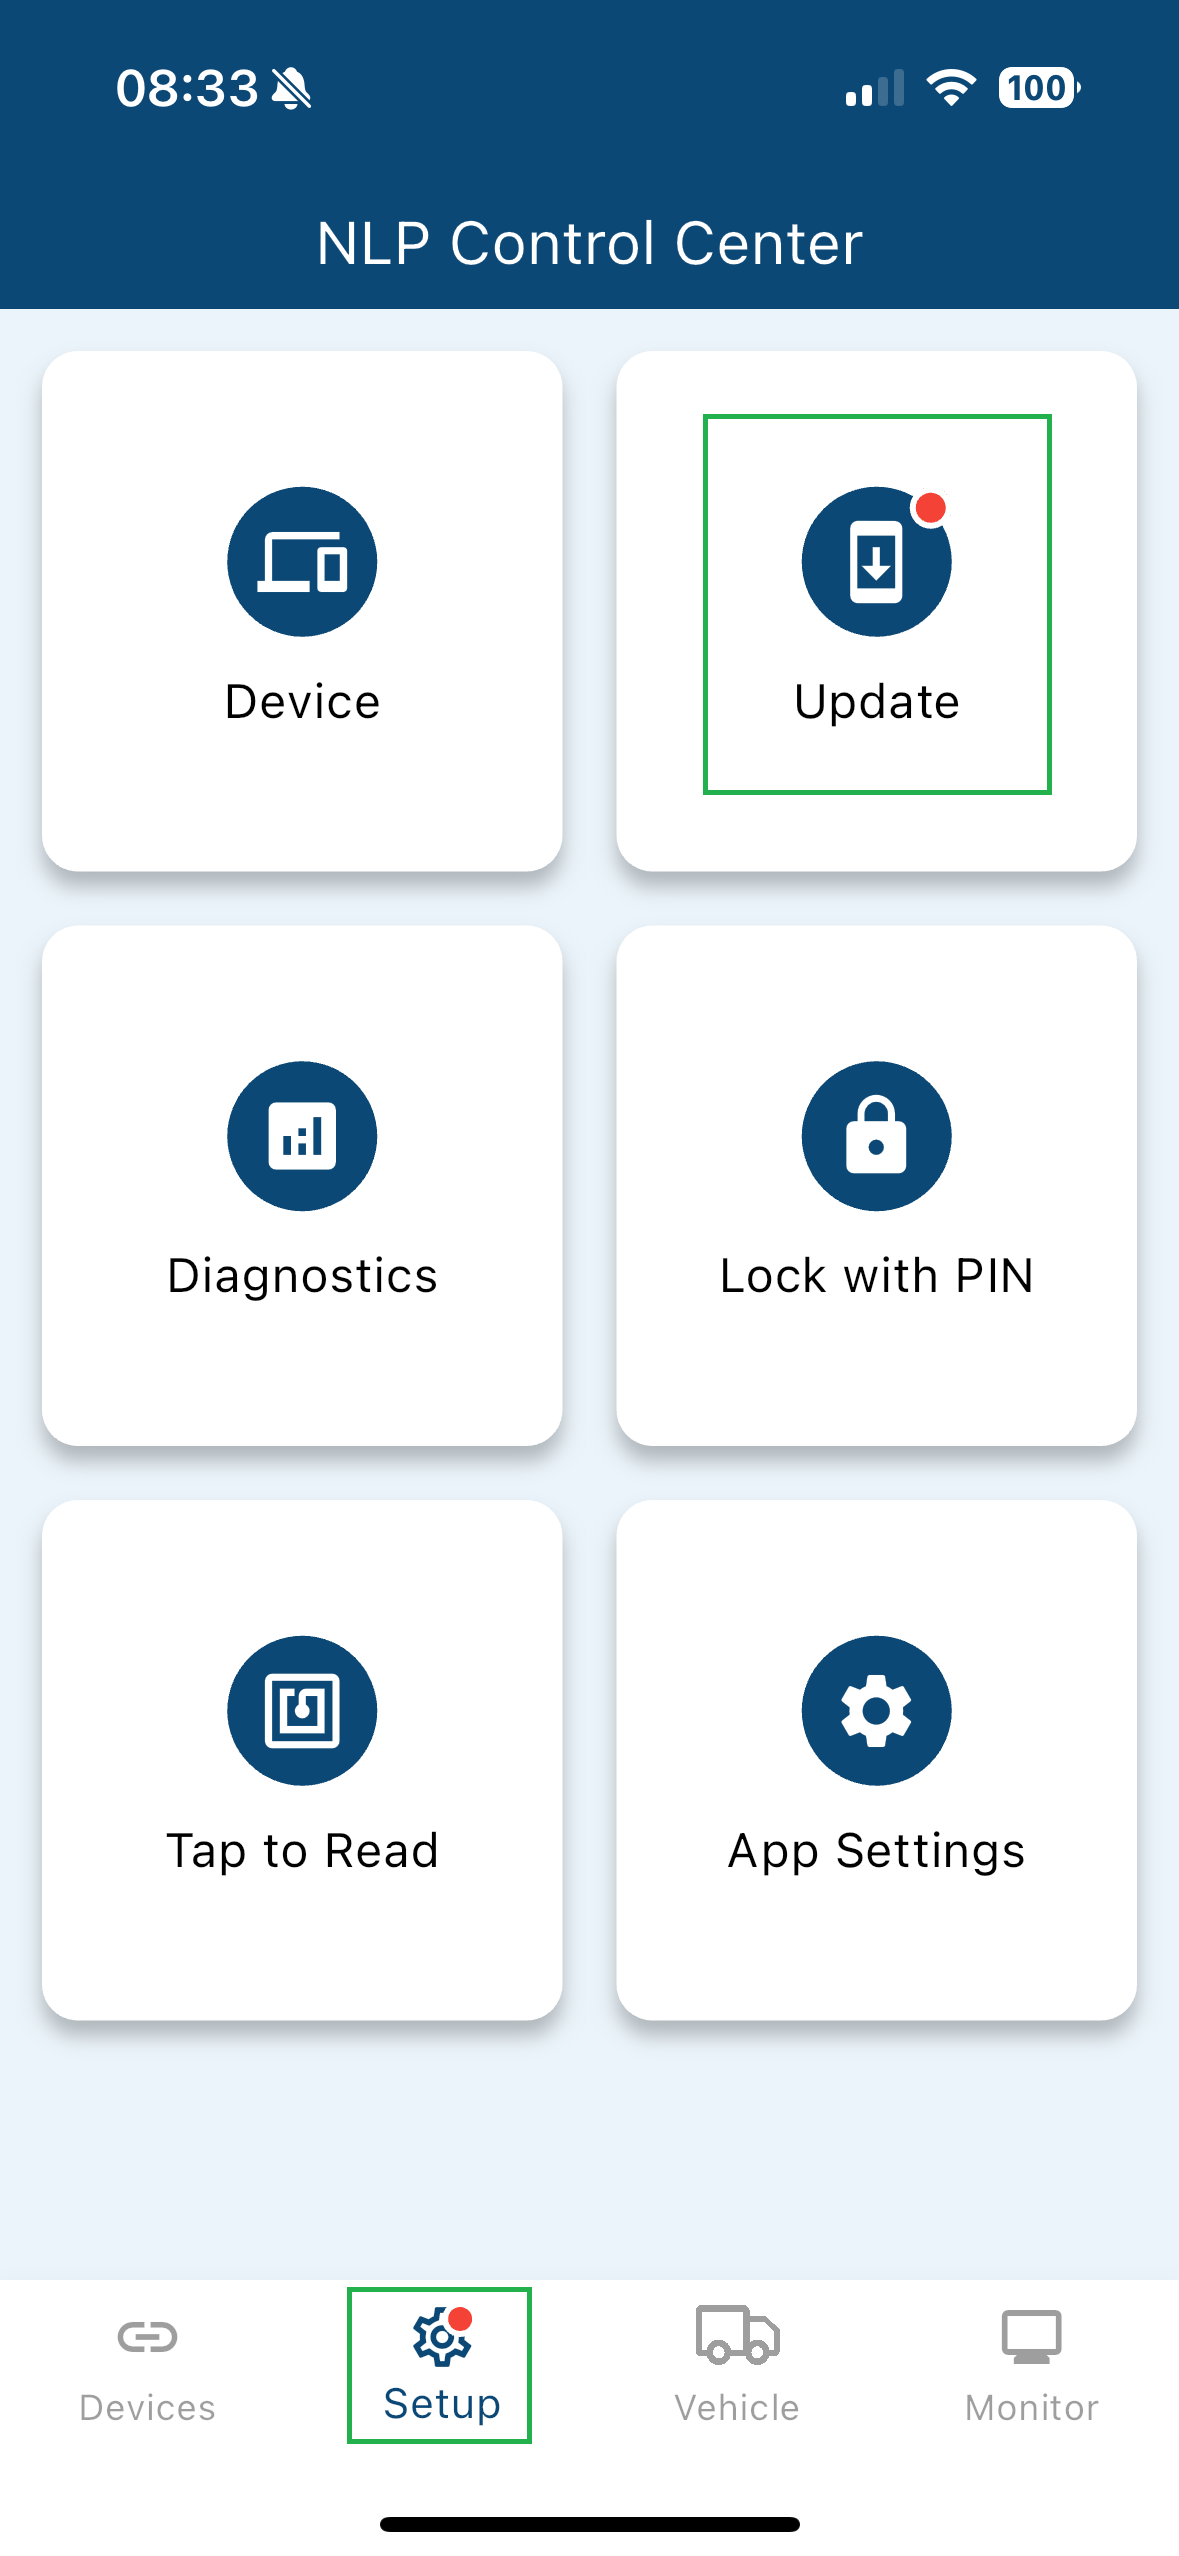 08:33
100
NLP Control Center
Device
Update
Diagnostics
Lock with PIN
Tap to Read
App Settings
Devices
Setup
Vehicle
Monitor